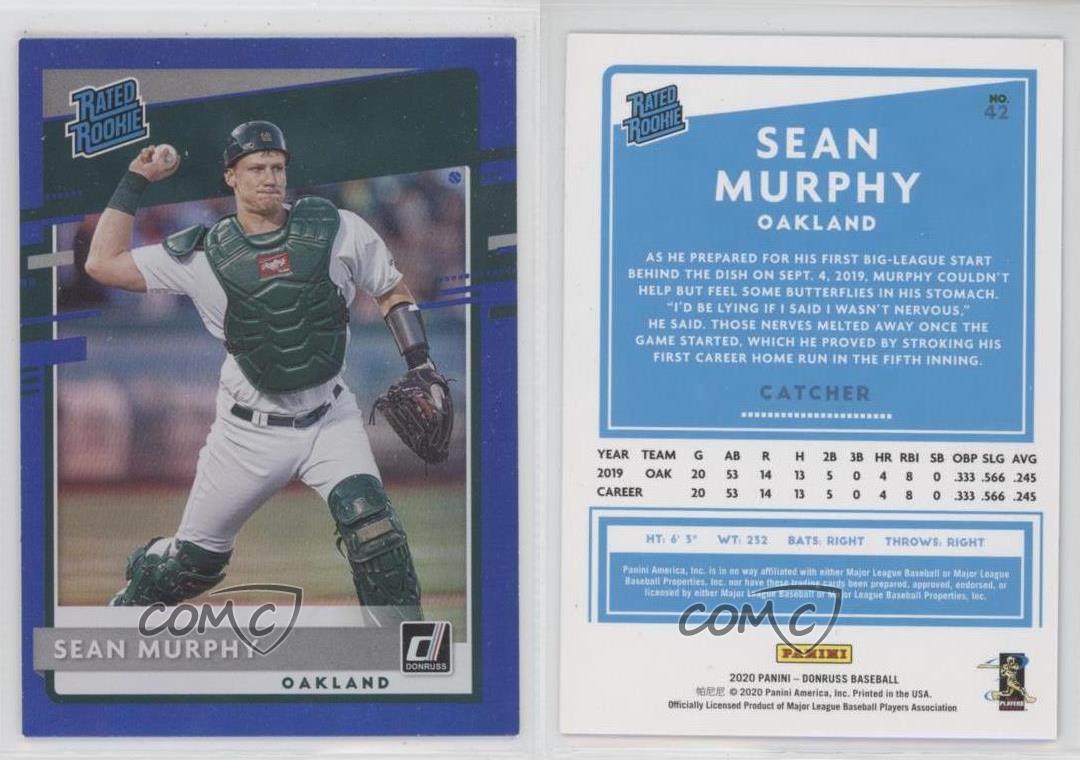 RATED
ROOKIE
Rawlings
SEAN MURPHY
DONRUSS
OAKLAND
COMC
RATED
ROOKIE
NO.
42
SEAN
MURPHY
OAKLAND
AS HE PREPARED FOR HIS FIRST BIG-LEAGUE START
BEHIND THE DISH ON SEPT. 4, 2019, MURPHY COULDN'T
HELP BUT FEEL SOME BUTTERFLIES IN HIS STOMACH.
"I'D BE LYING IF I SAID I WASN'T NERVOUS,"
HE SAID. THOSE NERVES MELTED AWAY ONCE THE
GAME STARTED, WHICH HE PROVED BY STROKING HIS
FIRST CAREER HOME RUN IN THE FIFTH INNING.
CATCHER
YEAR TEAM G AB R H 2B 3B HR RBI SB OBP SLG AVG
2019 OAK 20 53 14 13 5 0 4 8 0 .333 .566 .245
CAREER 20 53 14 13 5 0 4 8 0 .333 .566 .245
HT: 6' 3" WT: 232 BATS: RIGHT THROWS: RIGHT
Panini America, Inc. is in no way affiliated with either Major League Baseball or Major League
Baseball Properties, Inc. nor have these trading cards been prepared, approved, endorsed, or
licensed by either Major League Baseball or Major League Baseball Properties, Inc.
COMC
PANINI
2020 PANINI – DONRUSS BASEBALL
帕尼尼 © 2020 Panini America, Inc. Printed in the USA.
Officially Licensed Product of Major League Baseball Players Association
PLAYERS